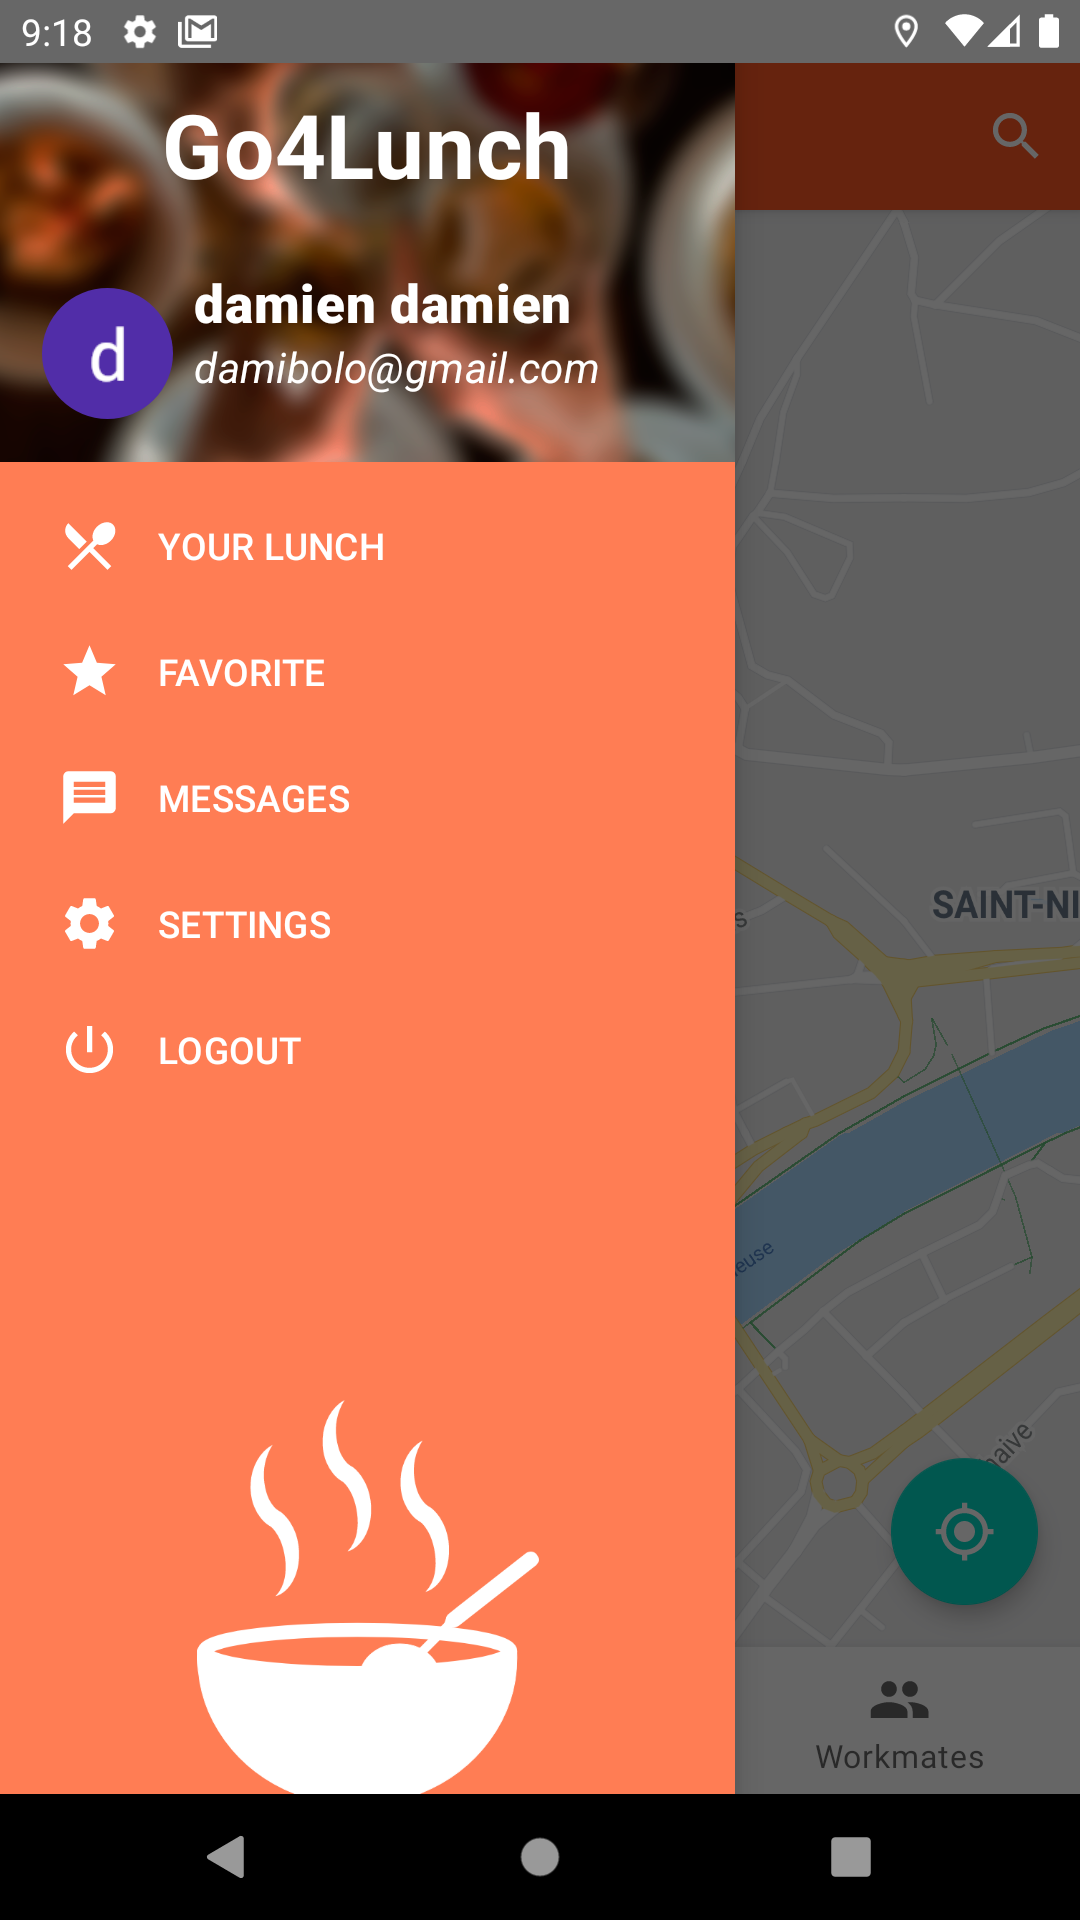 9:18
Go4Lunch
d
damien damien
damibolo@gmail.com
YOUR LUNCH
FAVORITE
MESSAGES
SETTINGS
LOGOUT
s
SAINT-NI
euse
aive
Workmates